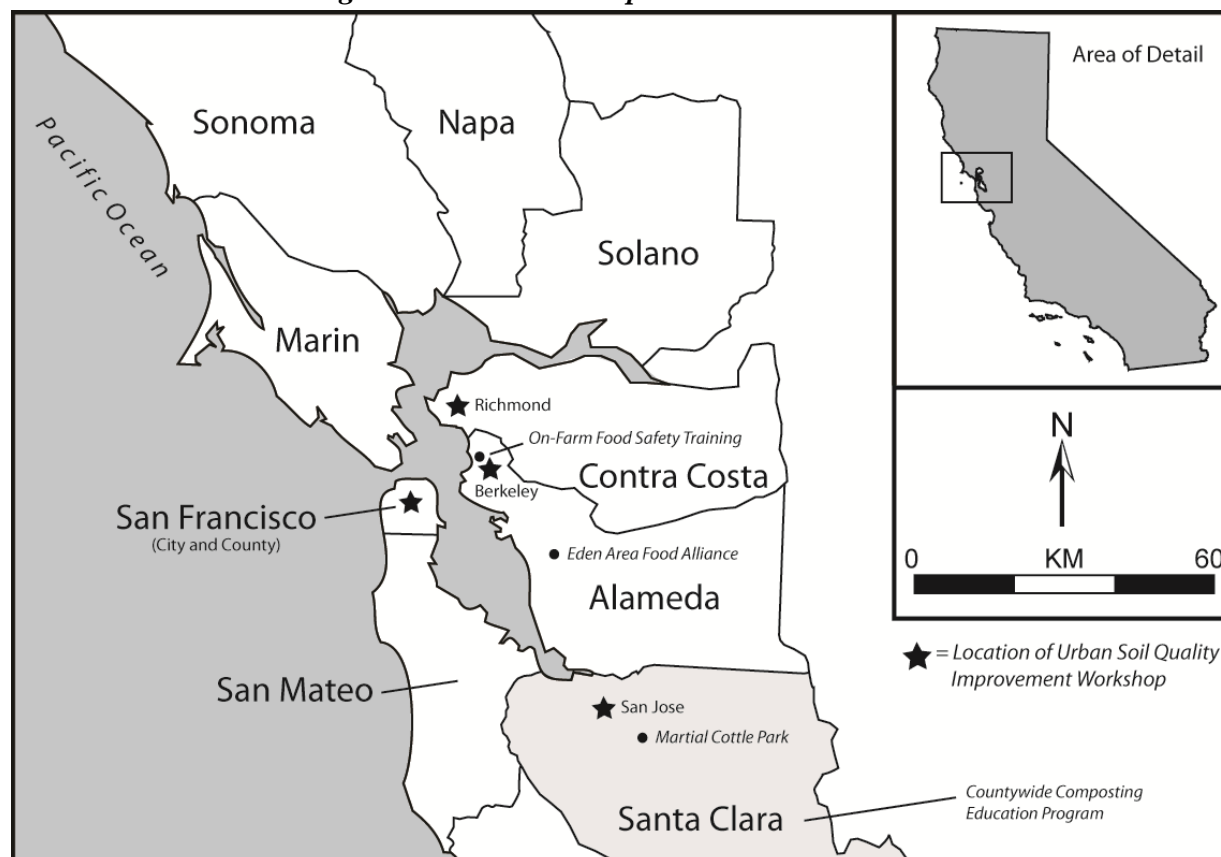 Area of Detail
Sonoma
Napa
Pacific Ocean
Solano
Marin
Richmond
On-Farm Food Safety Training
Contra Costa
Berkeley
San Francisco
(City and County)
N
0 KM 60
Eden Area Food Alliance
Alameda
= Location of Urban Soil Quality
Improvement Workshop
San Mateo
San Jose
Martial Cottle Park
Countywide Composting
Education Program
Santa Clara